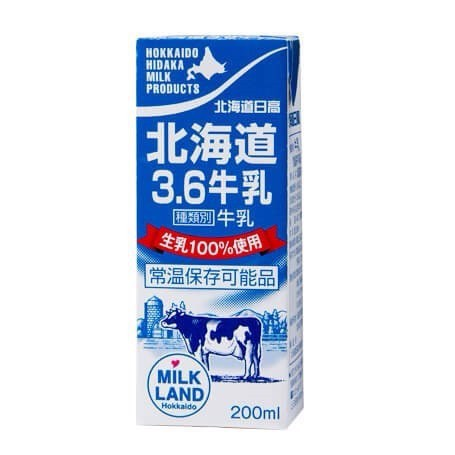 HOKKAIDO
HIDAKA
MILK
PRODUCTS
北海道日高
北海道
3.6牛乳
種類別 牛乳
生乳100%使用
常温保存可能品
MILK
LAND
Hokkaido
200ml